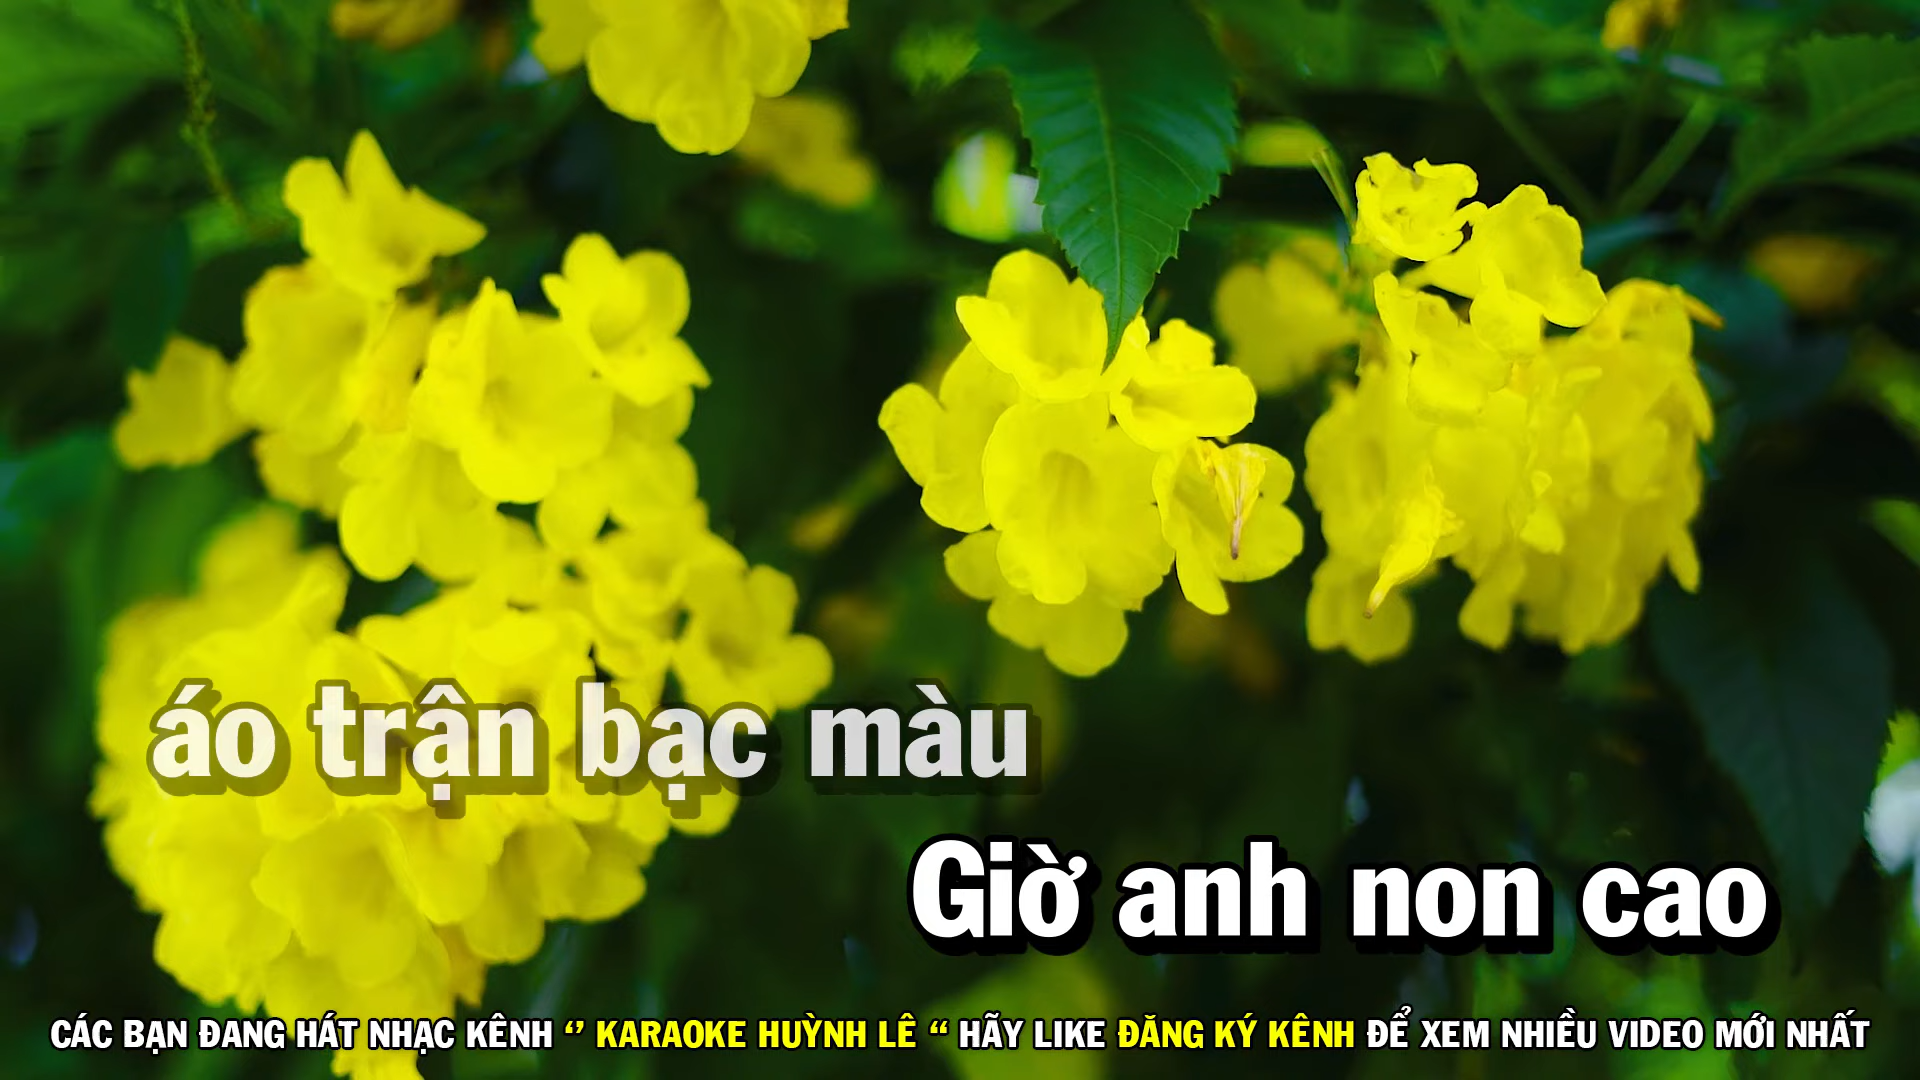 áo trận bạc màu
Giờ anh non cao
CÁC BẠN ĐANG HÁT NHẠC KÊNH ‘’ KARAOKE HUỲNH LÊ “ HÃY LIKE ĐĂNG KÝ KÊNH ĐỂ XEM NHIỀU VIDEO MỚI NHẤT